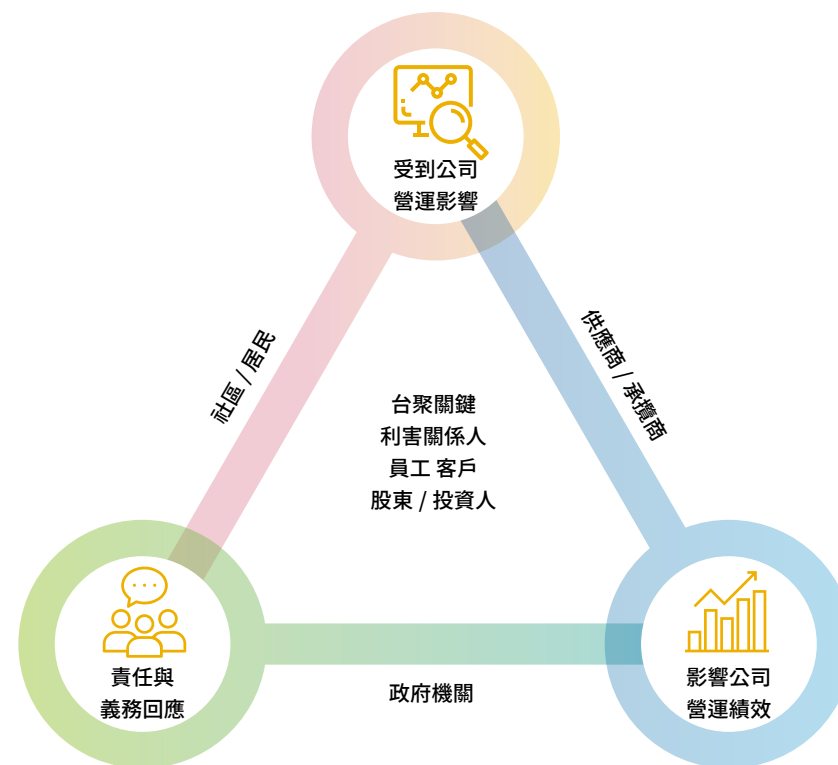 受到公司
營運影響
社區 / 居民
供應商 / 承攬商
台聚關鍵
利害關係人
員工 客戶
股東 / 投資人
責任與
義務回應
政府機關
影響公司
營運績效